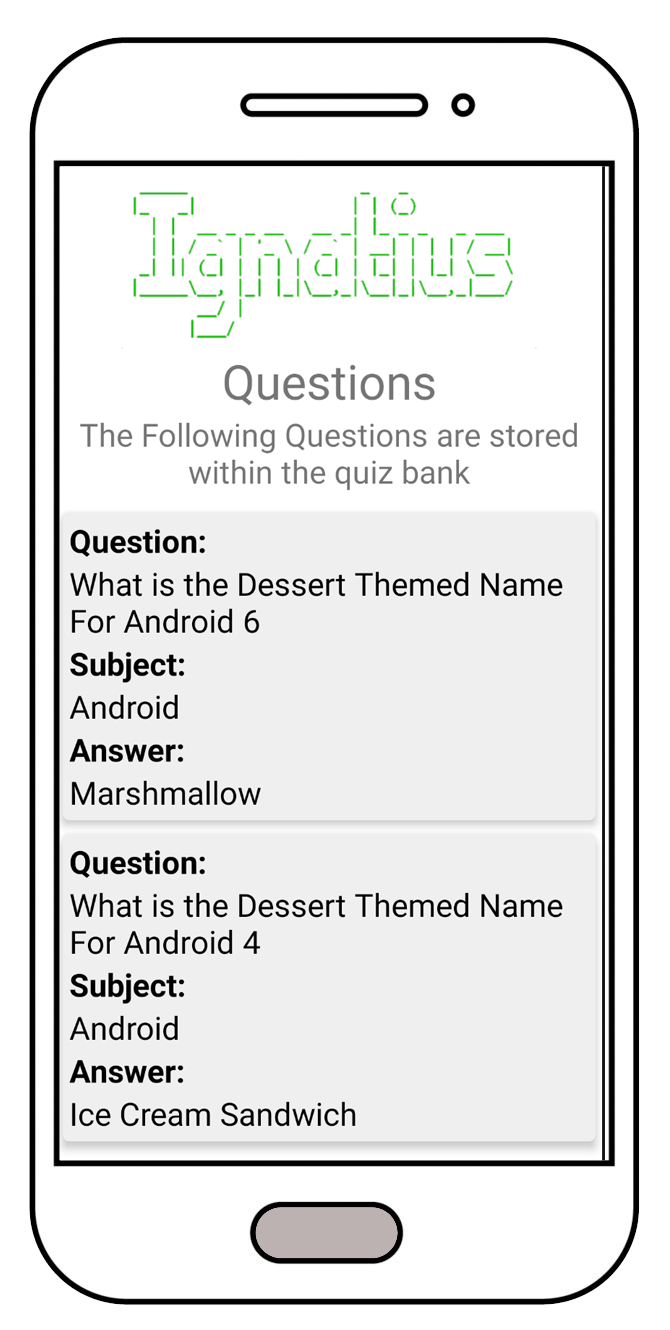 Ignatius
Questions
The Following Questions are stored
within the quiz bank
Question:
What is the Dessert Themed Name
For Android 6
Subject:
Android
Answer:
Marshmallow
Question:
What is the Dessert Themed Name
For Android 4
Subject:
Android
Answer:
Ice Cream Sandwich